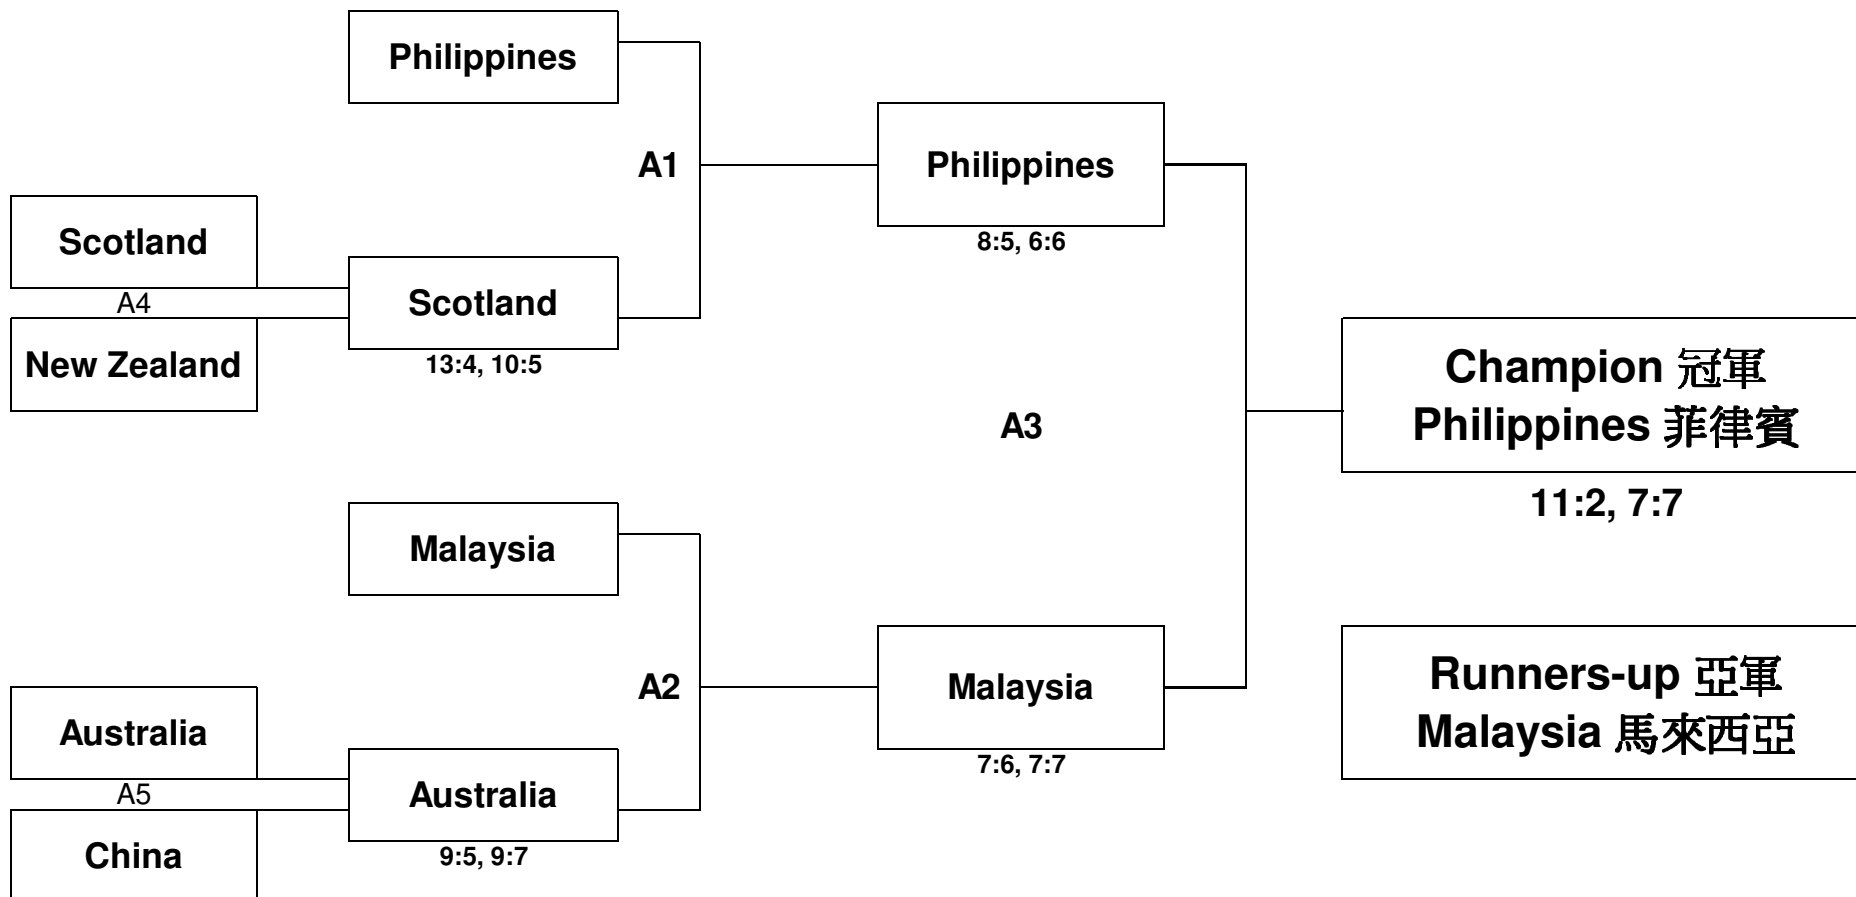 Philippines
A1
Philippines
8:5, 6:6
Scotland
A4
New Zealand
Scotland
13:4, 10:5
A3
Champion 冠軍
Philippines 菲律賓
11:2, 7:7
Malaysia
A2
Malaysia
7:6, 7:7
Runners-up 亞軍
Malaysia 馬來西亞
Australia
A5
China
Australia
9:5, 9:7